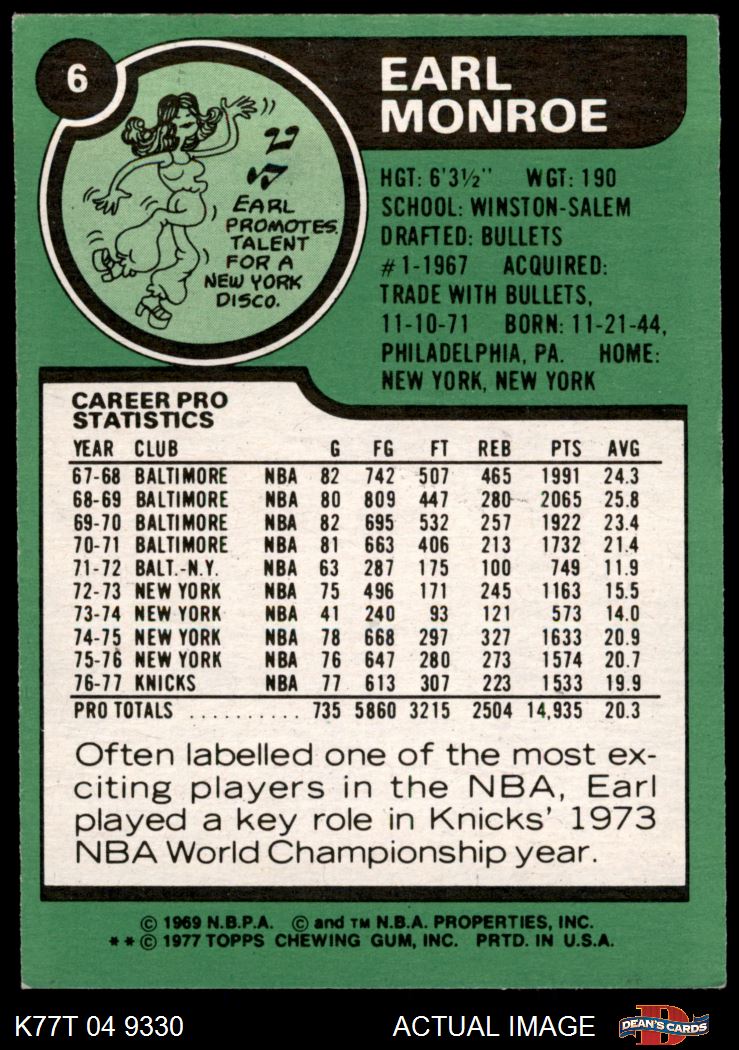 6
EARL
MONROE
EARL
PROMOTES
TALENT
FOR A
NEW YORK
DISCO.
HGT: 6'3½" WGT: 190
SCHOOL: WINSTON-SALEM
DRAFTED: BULLETS
#1-1967 ACQUIRED:
TRADE WITH BULLETS,
11-10-71 BORN: 11-21-44,
PHILADELPHIA, PA. HOME:
NEW YORK, NEW YORK
CAREER PRO
STATISTICS
YEAR CLUB G FG FT REB PTS AVG
67-68 BALTIMORE NBA 82 742 507 465 1991 24.3
68-69 BALTIMORE NBA 80 809 447 280 2065 25.8
69-70 BALTIMORE NBA 82 695 532 257 1922 23.4
70-71 BALTIMORE NBA 81 663 406 213 1732 21.4
71-72 BALT.-N.Y. NBA 63 287 175 100 749 11.9
72-73 NEW YORK NBA 75 496 171 245 1163 15.5
73-74 NEW YORK NBA 41 240 93 121 573 14.0
74-75 NEW YORK NBA 78 668 297 327 1633 20.9
75-76 NEW YORK NBA 76 647 280 273 1574 20.7
76-77 KNICKS NBA 77 613 307 223 1533 19.9
PRO TOTALS .......... 735 5860 3215 2504 14,935 20.3
Often labelled one of the most ex-
citing players in the NBA, Earl
played a key role in Knicks' 1973
NBA World Championship year.
© 1969 N.B.P.A. © and TM N.B.A. PROPERTIES, INC.
**© 1977 TOPPS CHEWING GUM, INC. PRTD. IN U.S.A.
K77T 04 9330 ACTUAL IMAGE
D
DEAN'S CARDS